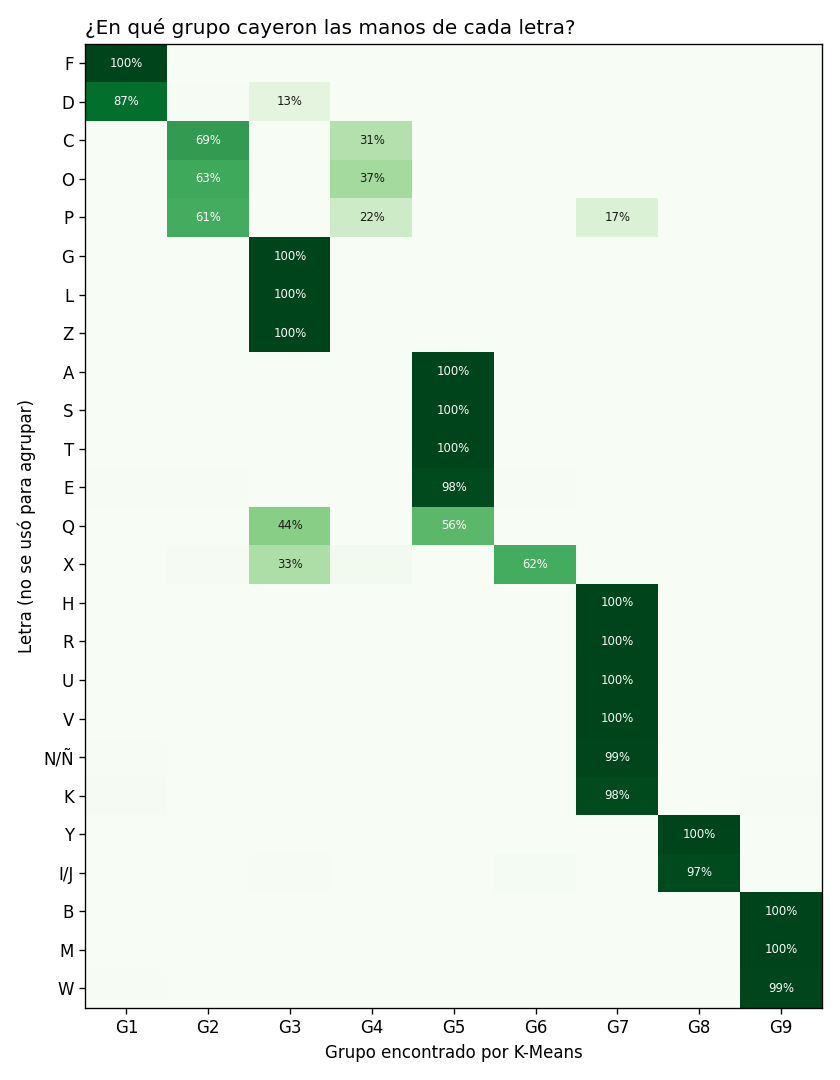 ¿En qué grupo cayeron las manos de cada letra?
Letra (no se usó para agrupar)
F 100%
D 87% 13%
C 69% 31%
O 63% 37%
P 61% 22% 17%
G 100%
L 100%
Z 100%
A 100%
S 100%
T 100%
E 98%
Q 44% 56%
X 33% 62%
H 100%
R 100%
U 100%
V 100%
N/Ñ 99%
K 98%
Y 100%
I/J 97%
B 100%
M 100%
W 99%
G1 G2 G3 G4 G5 G6 G7 G8 G9
Grupo encontrado por K-Means